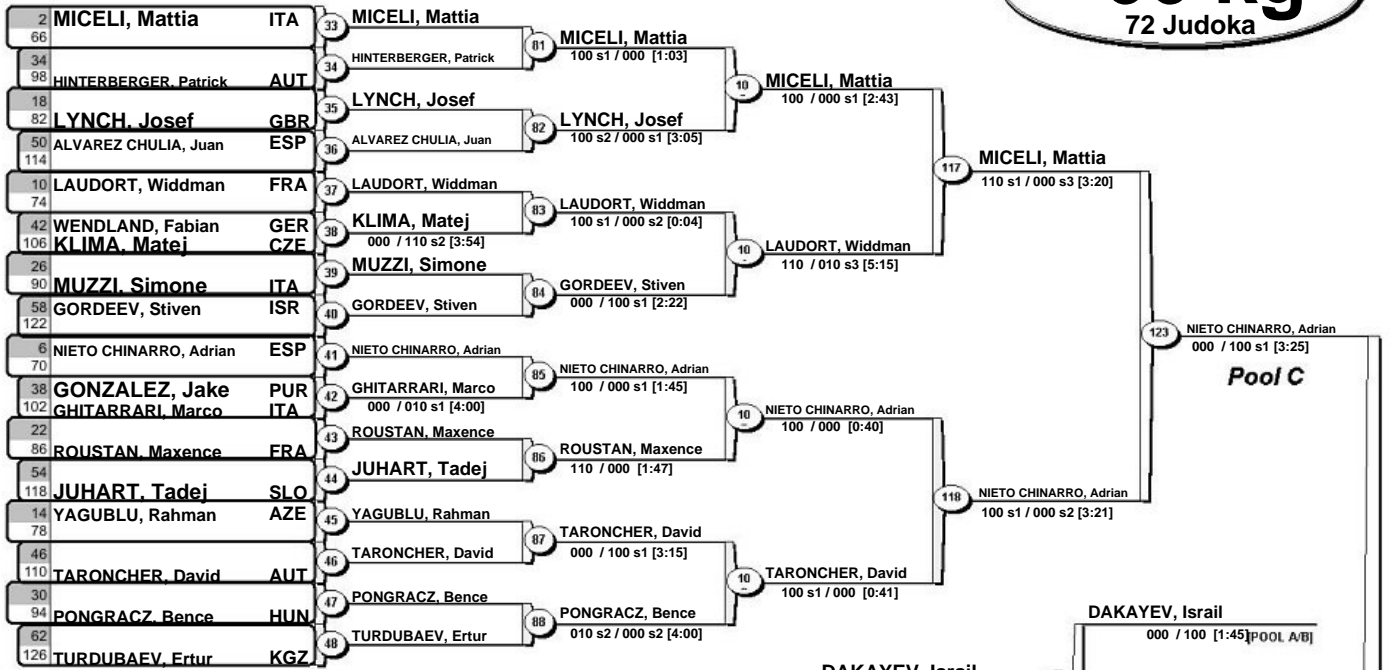 72 Judoka
2 MICELI, Mattia ITA
66
34
98 HINTERBERGER, Patrick AUT
18
82 LYNCH, Josef GBR
50 ALVAREZ CHULIA, Juan ESP
114
10 LAUDORT, Widdman FRA
74
42 WENDLAND, Fabian GER
106 KLIMA, Matej CZE
26
90 MUZZI, Simone ITA
58 GORDEEV, Stiven ISR
122
6 NIETO CHINARRO, Adrian ESP
70
38 GONZALEZ, Jake PUR
102 GHITARRARI, Marco ITA
22
86 ROUSTAN, Maxence FRA
54
118 JUHART, Tadej SLO
14 YAGUBLU, Rahman AZE
78
46
110 TARONCHER, David AUT
30
94 PONGRACZ, Bence HUN
62
126 TURDUBAEV, Ertur KGZ
33 MICELI, Mattia
34 HINTERBERGER, Patrick
35 LYNCH, Josef
36 ALVAREZ CHULIA, Juan
37 LAUDORT, Widdman
38 KLIMA, Matej
000 / 110 s2 [3:54]
39 MUZZI, Simone
40 GORDEEV, Stiven
41 NIETO CHINARRO, Adrian
42 GHITARRARI, Marco
000 / 010 s1 [4:00]
43 ROUSTAN, Maxence
44 JUHART, Tadej
45 YAGUBLU, Rahman
46 TARONCHER, David
47 PONGRACZ, Bence
48 TURDUBAEV, Ertur
81 MICELI, Mattia
100 s1 / 000 [1:03]
82 LYNCH, Josef
100 s2 / 000 s1 [3:05]
83 LAUDORT, Widdman
100 s1 / 000 s2 [0:04]
84 GORDEEV, Stiven
000 / 100 s1 [2:22]
85 NIETO CHINARRO, Adrian
100 / 000 s1 [1:45]
86 ROUSTAN, Maxence
110 / 000 [1:47]
87 TARONCHER, David
000 / 100 s1 [3:15]
88 PONGRACZ, Bence
010 s2 / 000 s2 [4:00]
10 MICELI, Mattia
100 / 000 s1 [2:43]
10 LAUDORT, Widdman
110 / 010 s3 [5:15]
10 NIETO CHINARRO, Adrian
100 / 000 [0:40]
10 TARONCHER, David
100 s1 / 000 [0:41]
117 MICELI, Mattia
110 s1 / 000 s3 [3:20]
118 NIETO CHINARRO, Adrian
100 s1 / 000 s2 [3:21]
123 NIETO CHINARRO, Adrian
000 / 100 s1 [3:25]
Pool C
DAKAYEV, Israil
000 / 100 [1:45] [POOL A/B]
DAKAYEV, Israil